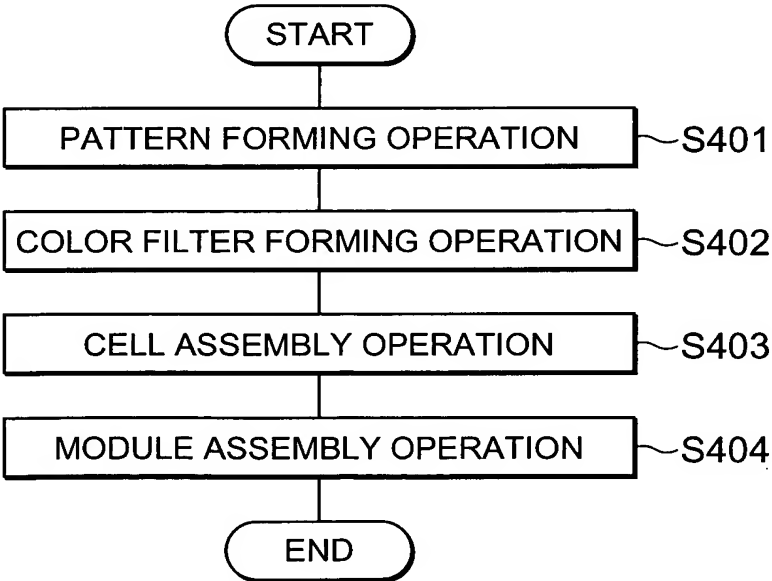 START
PATTERN FORMING OPERATION S401
COLOR FILTER FORMING OPERATION S402
CELL ASSEMBLY OPERATION S403
MODULE ASSEMBLY OPERATION S404
END